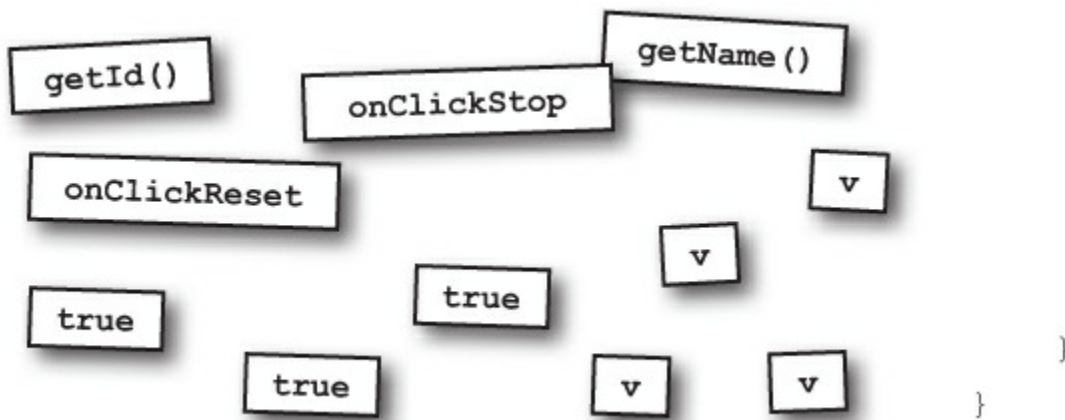 getId()
getName()
onClickStop
onClickReset
v
v
true
true
true
v
v
}
}